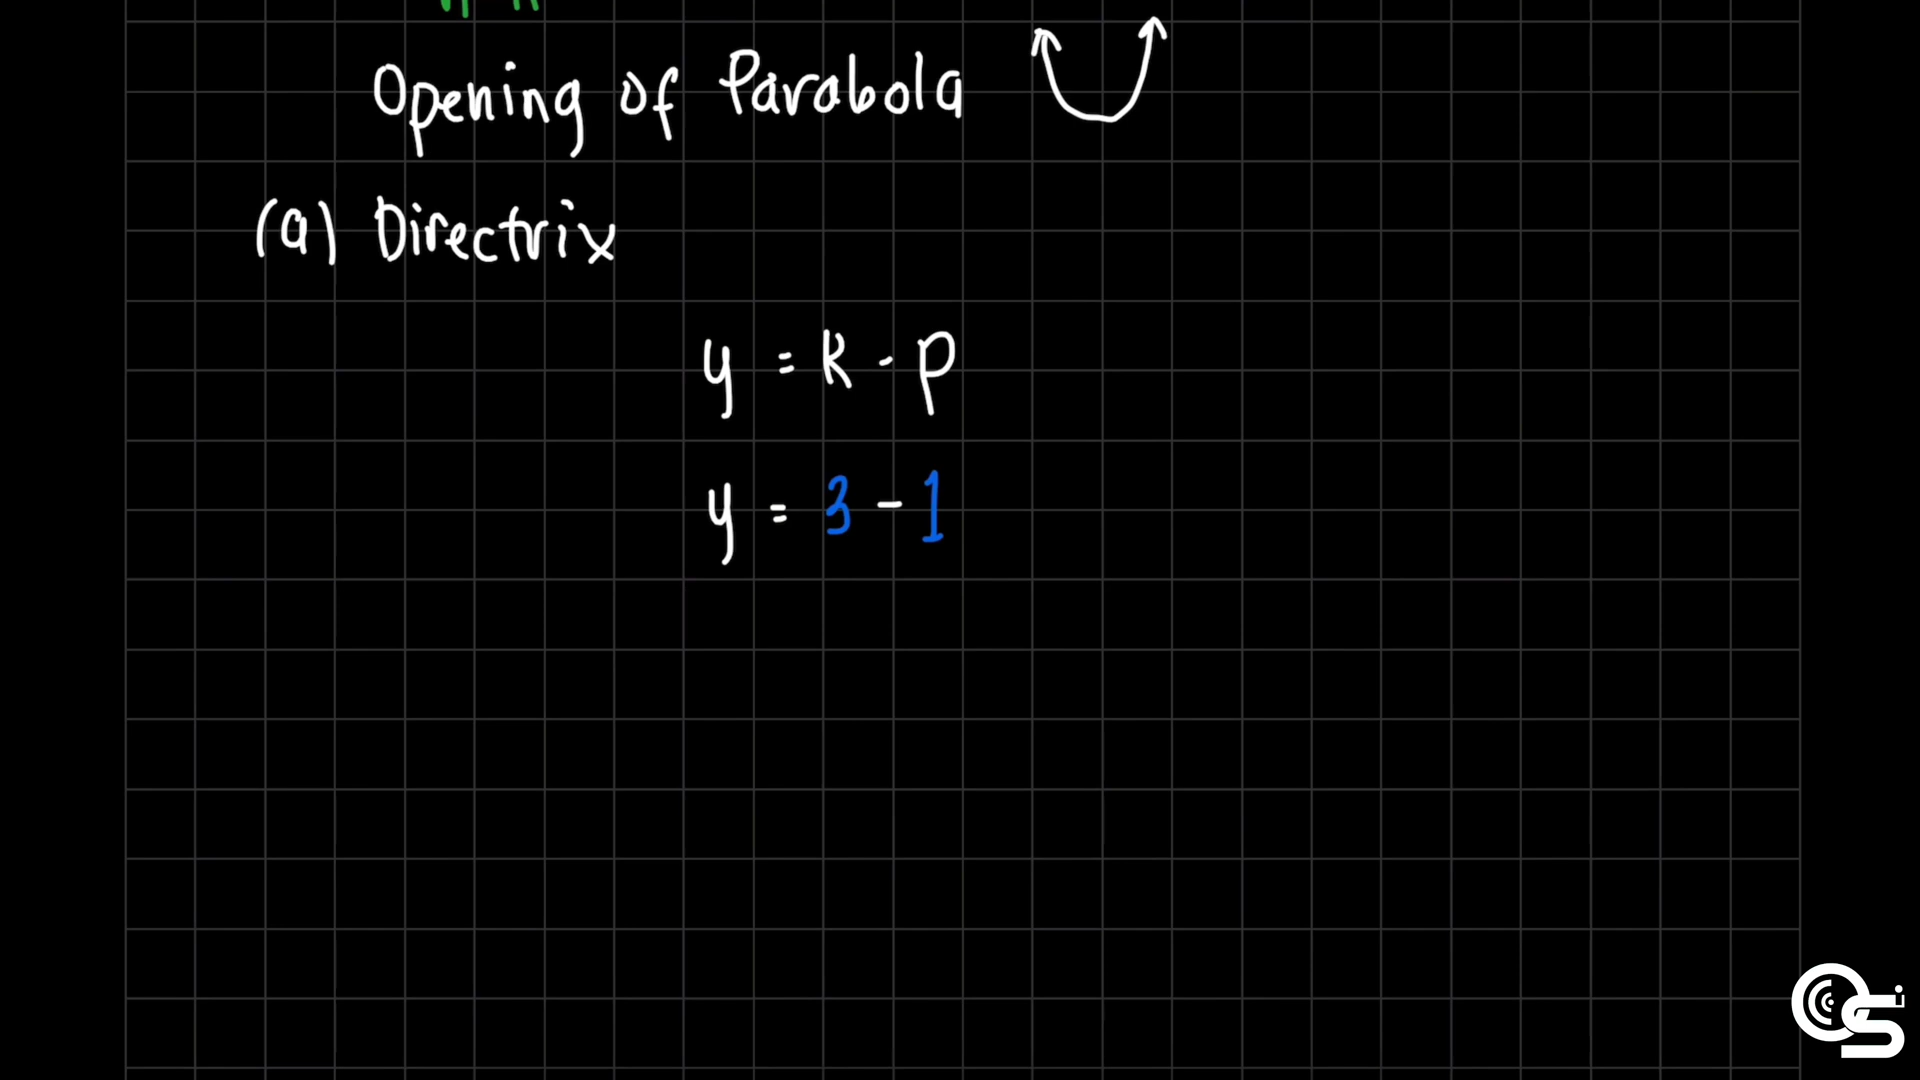 Opening of Parabola
(a) Directrix
y = k - p
y = 3 - 1